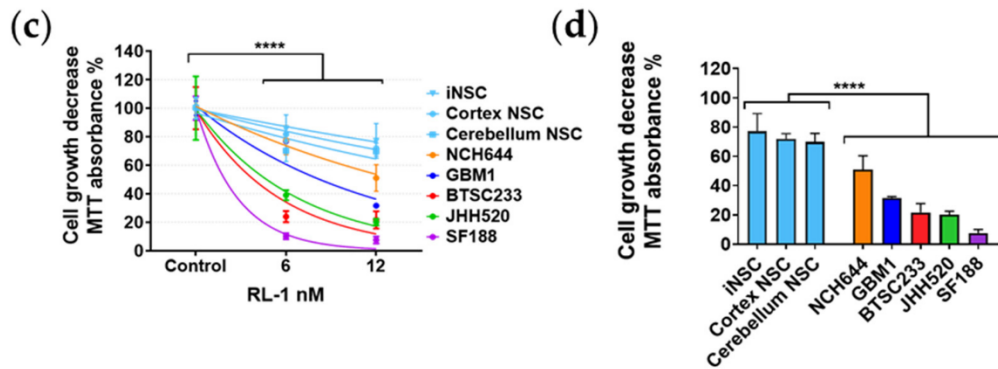 (c)
Cell growth decrease
MTT absorbance %
140
120
100
80
60
40
20
0
Control
6
12
RL-1 nM
****
iNSC
Cortex NSC
Cerebellum NSC
NCH644
GBM1
BTSC233
JHH520
SF188
(d)
Cell growth decrease
MTT absorbance %
120
100
80
60
40
20
0
****
iNSC
Cortex NSC
Cerebellum NSC
NCH644
GBM1
BTSC233
JHH520
SF188